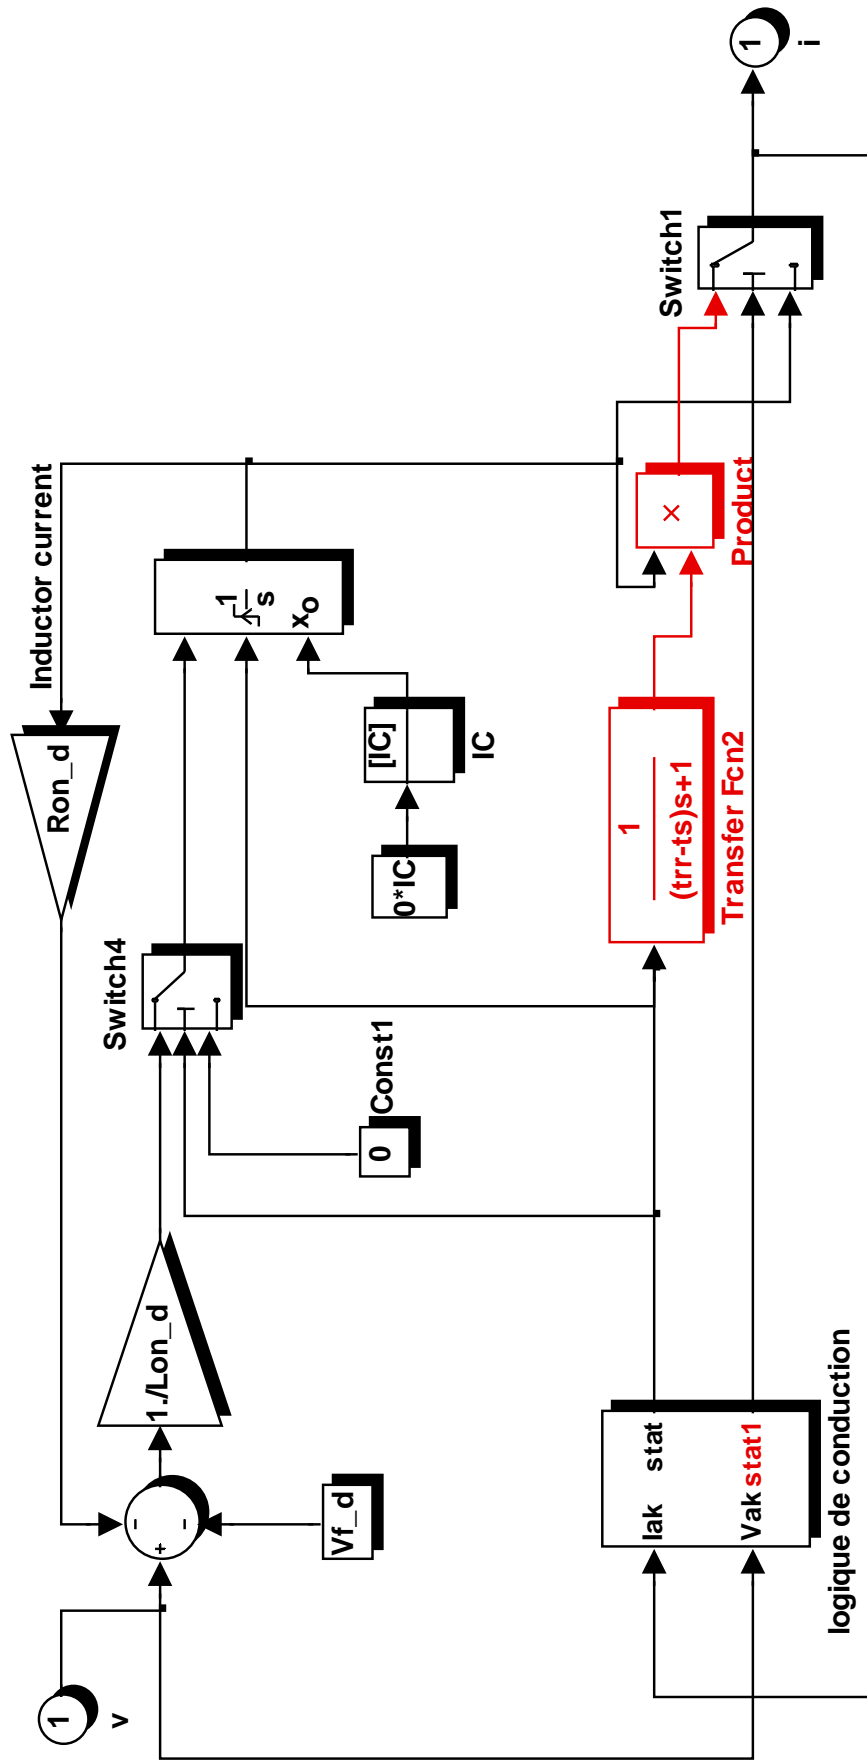 Inductor current
Ron_d
1
v
+
−
−
1./Lon_d
Switch4
1
s
xo
Vf_d
0
Const1
0*IC
[IC]
IC
Iak
stat
Vak
stat1
logique de conduction
1
(trr-ts)s+1
Transfer Fcn2
×
Product
Switch1
1
i